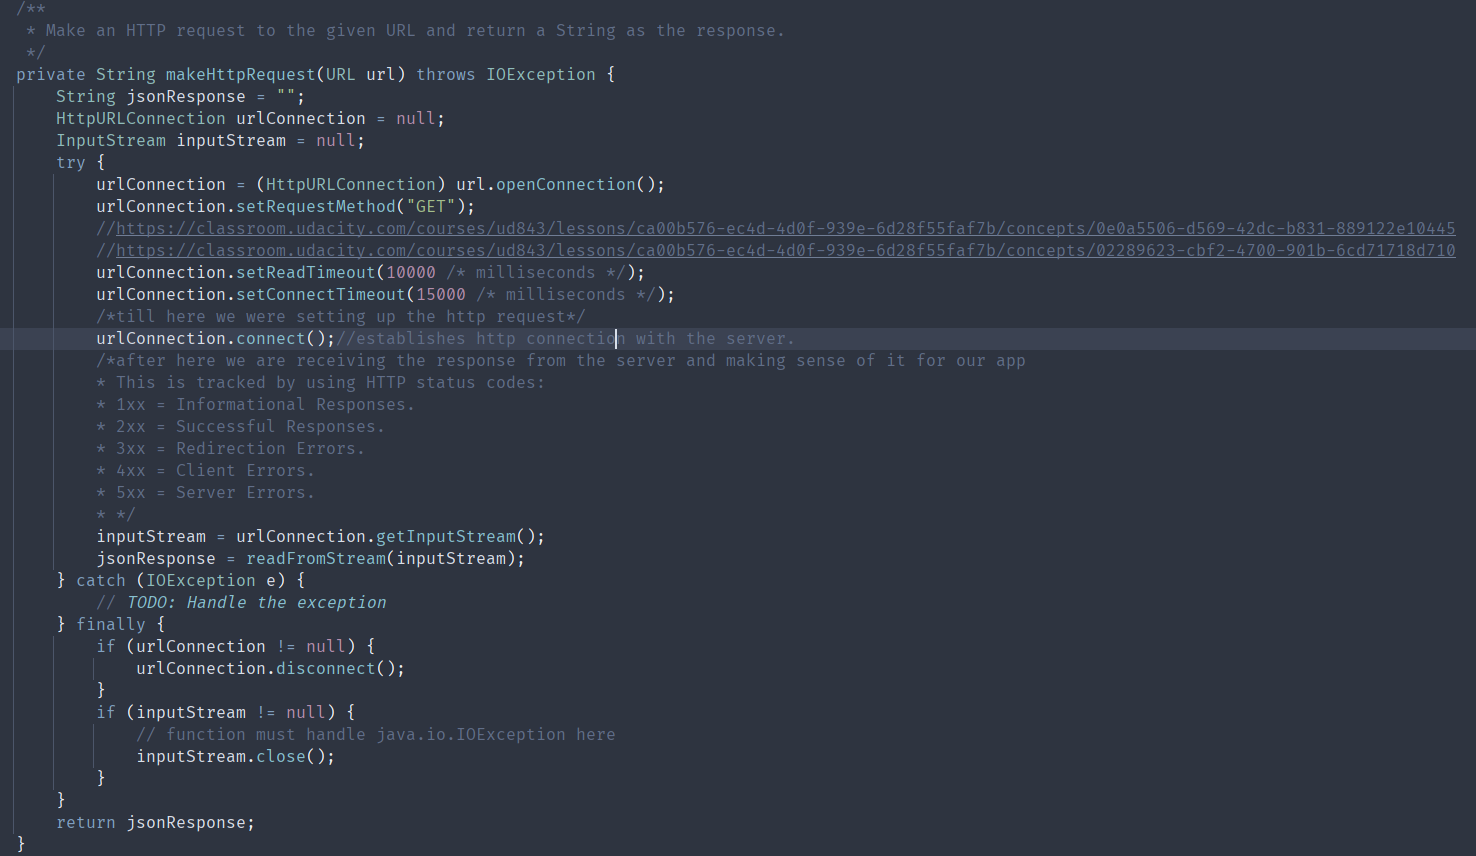 /**
 * Make an HTTP request to the given URL and return a String as the response.
 */
private String makeHttpRequest(URL url) throws IOException {
    String jsonResponse = "";
    HttpURLConnection urlConnection = null;
    InputStream inputStream = null;
    try {
        urlConnection = (HttpURLConnection) url.openConnection();
        urlConnection.setRequestMethod("GET");
        //https://classroom.udacity.com/courses/ud843/lessons/ca00b576-ec4d-4d0f-939e-6d28f55faf7b/concepts/0e0a5506-d569-42dc-b831-889122e10445
        //https://classroom.udacity.com/courses/ud843/lessons/ca00b576-ec4d-4d0f-939e-6d28f55faf7b/concepts/02289623-cbf2-4700-901b-6cd71718d710
        urlConnection.setReadTimeout(10000 /* milliseconds */);
        urlConnection.setConnectTimeout(15000 /* milliseconds */);
        /*till here we were setting up the http request*/
        urlConnection.connect();//establishes http connection with the server.
        /*after here we are receiving the response from the server and making sense of it for our app
        * This is tracked by using HTTP status codes:
        * 1xx = Informational Responses.
        * 2xx = Successful Responses.
        * 3xx = Redirection Errors.
        * 4xx = Client Errors.
        * 5xx = Server Errors.
        * */
        inputStream = urlConnection.getInputStream();
        jsonResponse = readFromStream(inputStream);
    } catch (IOException e) {
        // TODO: Handle the exception
    } finally {
        if (urlConnection != null) {
            urlConnection.disconnect();
        }
        if (inputStream != null) {
            // function must handle java.io.IOException here
            inputStream.close();
        }
    }
    return jsonResponse;
}